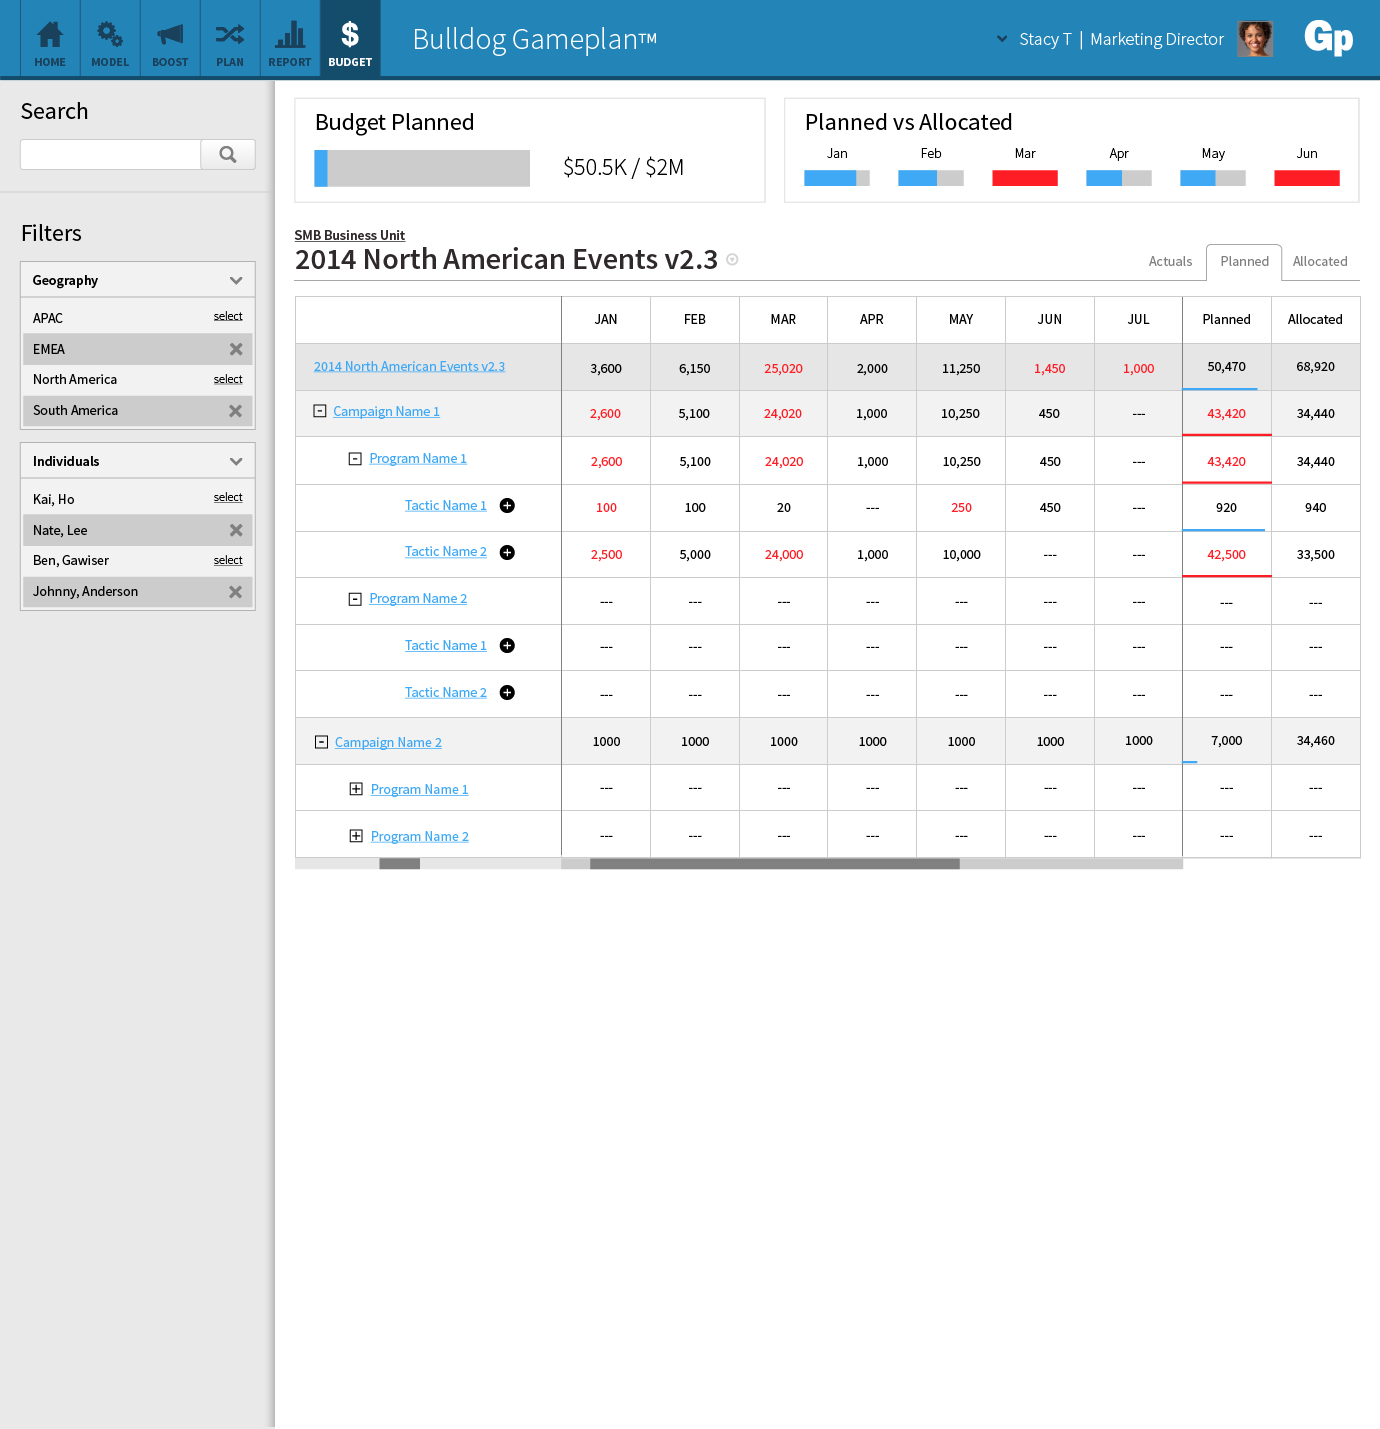 HOME MODEL BOOST PLAN REPORT BUDGET
Bulldog Gameplan™
Stacy T | Marketing Director
Gp
Search
Filters
Geography
APAC select
EMEA
North America select
South America
Individuals
Kai, Ho select
Nate, Lee
Ben, Gawiser select
Johnny, Anderson
Budget Planned
$50.5K / $2M
Planned vs Allocated
Jan Feb Mar Apr May Jun
SMB Business Unit
2014 North American Events v2.3
Actuals Planned Allocated
JAN FEB MAR APR MAY JUN JUL Planned Allocated
2014 North American Events v2.3 3,600 6,150 25,020 2,000 11,250 1,450 1,000 50,470 68,920
Campaign Name 1 2,600 5,100 24,020 1,000 10,250 450 --- 43,420 34,440
Program Name 1 2,600 5,100 24,020 1,000 10,250 450 --- 43,420 34,440
Tactic Name 1 100 100 20 --- 250 450 --- 920 940
Tactic Name 2 2,500 5,000 24,000 1,000 10,000 --- --- 42,500 33,500
Program Name 2 --- --- --- --- --- --- --- --- ---
Tactic Name 1 --- --- --- --- --- --- --- --- ---
Tactic Name 2 --- --- --- --- --- --- --- --- ---
Campaign Name 2 1000 1000 1000 1000 1000 1000 1000 7,000 34,460
Program Name 1 --- --- --- --- --- --- --- --- ---
Program Name 2 --- --- --- --- --- --- --- --- ---